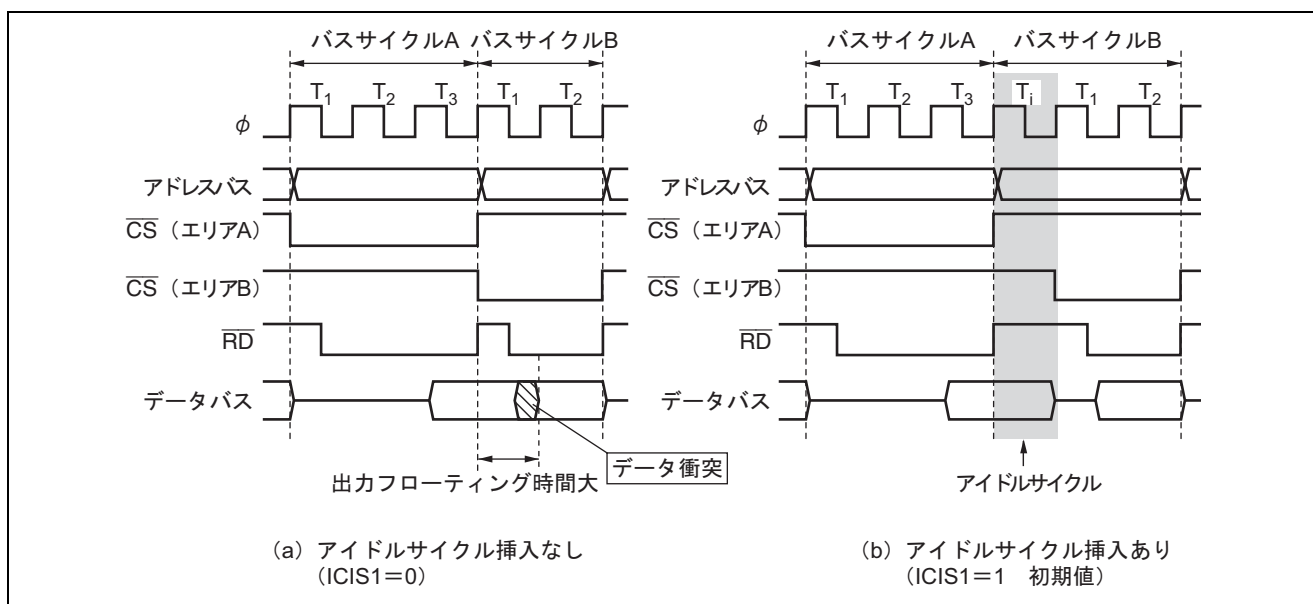 バスサイクルA バスサイクルB
T1 T2 T3 T1 T2
φ
アドレスバス
CS（エリアA）
CS（エリアB）
RD
データバス
データ衝突
出力フローティング時間大
(a) アイドルサイクル挿入なし
(ICIS1=0)
バスサイクルA バスサイクルB
T1 T2 T3 Ti T1 T2
φ
アドレスバス
CS（エリアA）
CS（エリアB）
RD
データバス
アイドルサイクル
(b) アイドルサイクル挿入あり
(ICIS1=1 初期値)